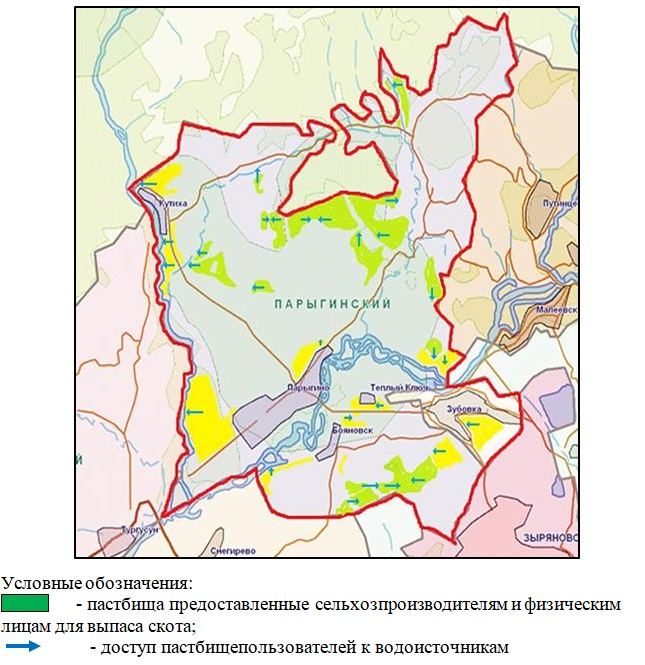 Кутиха
Путинце
ПАРЫГИНСКИЙ
Малеевск
Парыгино
Теплый Ключ
Зубовка
Бояновск
Й
Тургусун
Снегирево
ЗЫРЯНОВС
Условные обозначения:
- пастбища предоставленные сельхозпроизводителям и физическим
лицам для выпаса скота;
- доступ пастбищепользователей к водоисточникам